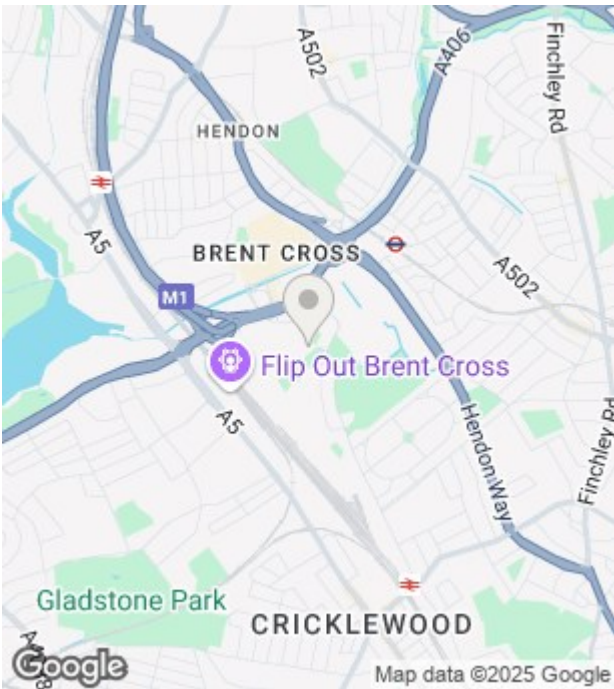 A502
A406
Finchley Rd
HENDON
A5
BRENT CROSS
A502
M1
Flip Out Brent Cross
A5
Hendon Way
Finchley Rd
Gladstone Park
CRICKLEWOOD
Google
Map data ©2025 Google